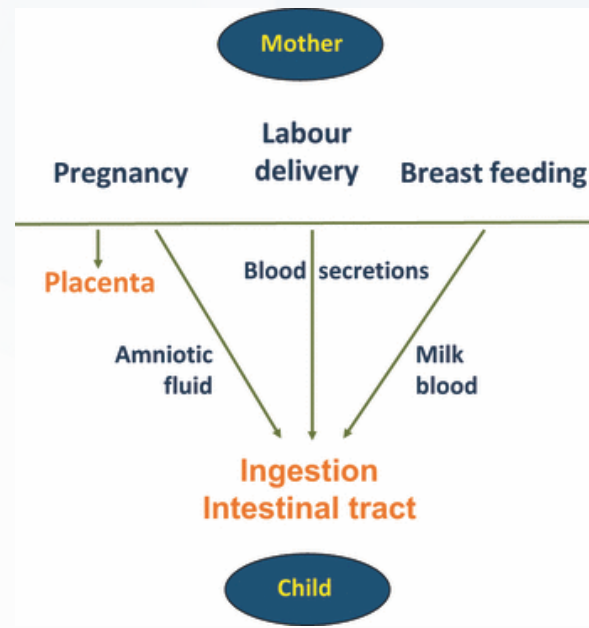 Mother
Labour
delivery
Pregnancy
Breast feeding
Placenta
Blood secretions
Amniotic
fluid
Milk
blood
Ingestion
Intestinal tract
Child